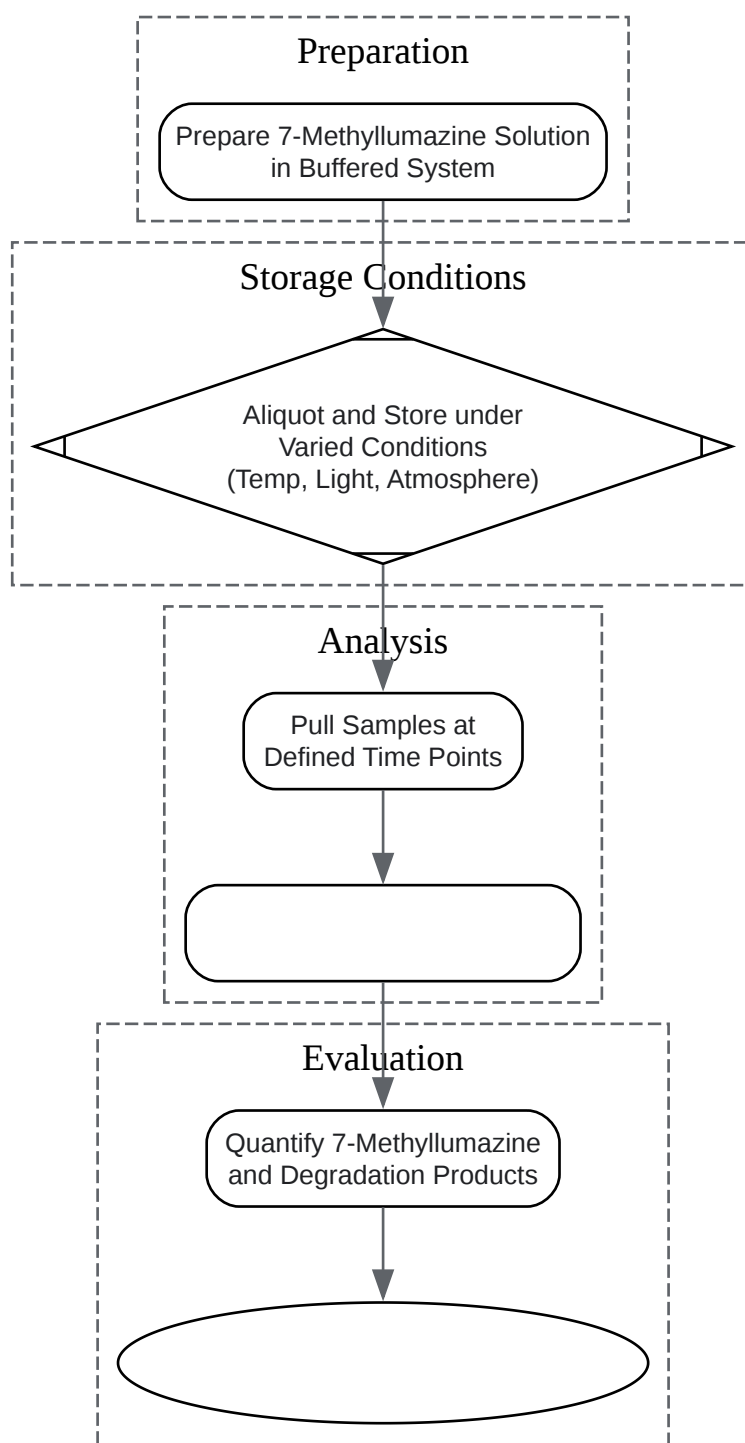 Preparation
Prepare 7-Methyllumazine Solution
in Buffered System
Storage Conditions
Aliquot and Store under
Varied Conditions
(Temp, Light, Atmosphere)
Analysis
Pull Samples at
Defined Time Points
Evaluation
Quantify 7-Methyllumazine
and Degradation Products